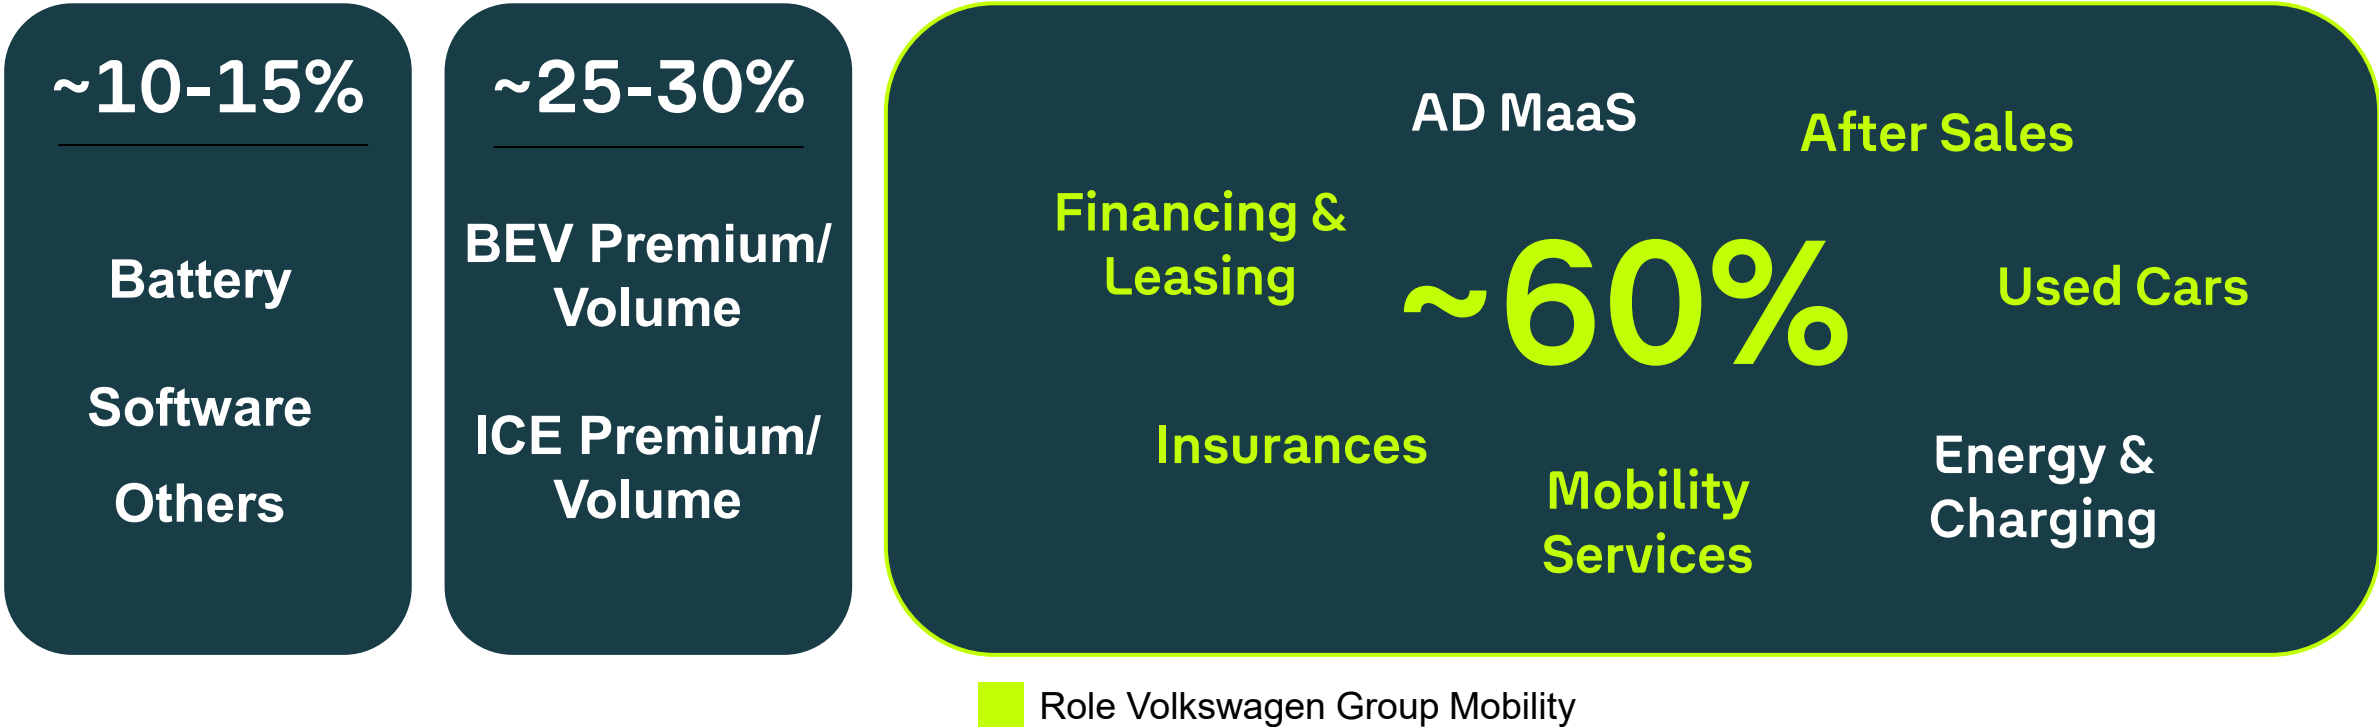 ~10-15%
Battery
Software
Others
~25-30%
BEV Premium/
Volume
ICE Premium/
Volume
AD MaaS
After Sales
Financing &
Leasing
~60%
Used Cars
Insurances
Mobility
Services
Energy &
Charging
Role Volkswagen Group Mobility